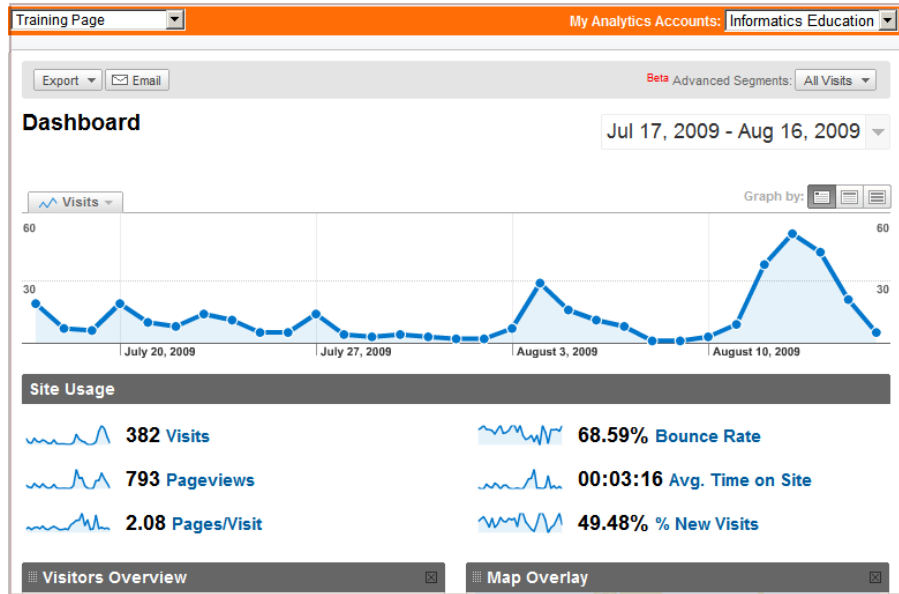 Training Page My Analytics Accounts: Informatics Education
Export Email Beta Advanced Segments: All Visits
Dashboard
Jul 17, 2009 - Aug 16, 2009
Visits Graph by:
60 60
30 30
July 20, 2009 July 27, 2009 August 3, 2009 August 10, 2009
Site Usage
382 Visits 68.59% Bounce Rate
793 Pageviews 00:03:16 Avg. Time on Site
2.08 Pages/Visit 49.48% % New Visits
Visitors Overview Map Overlay